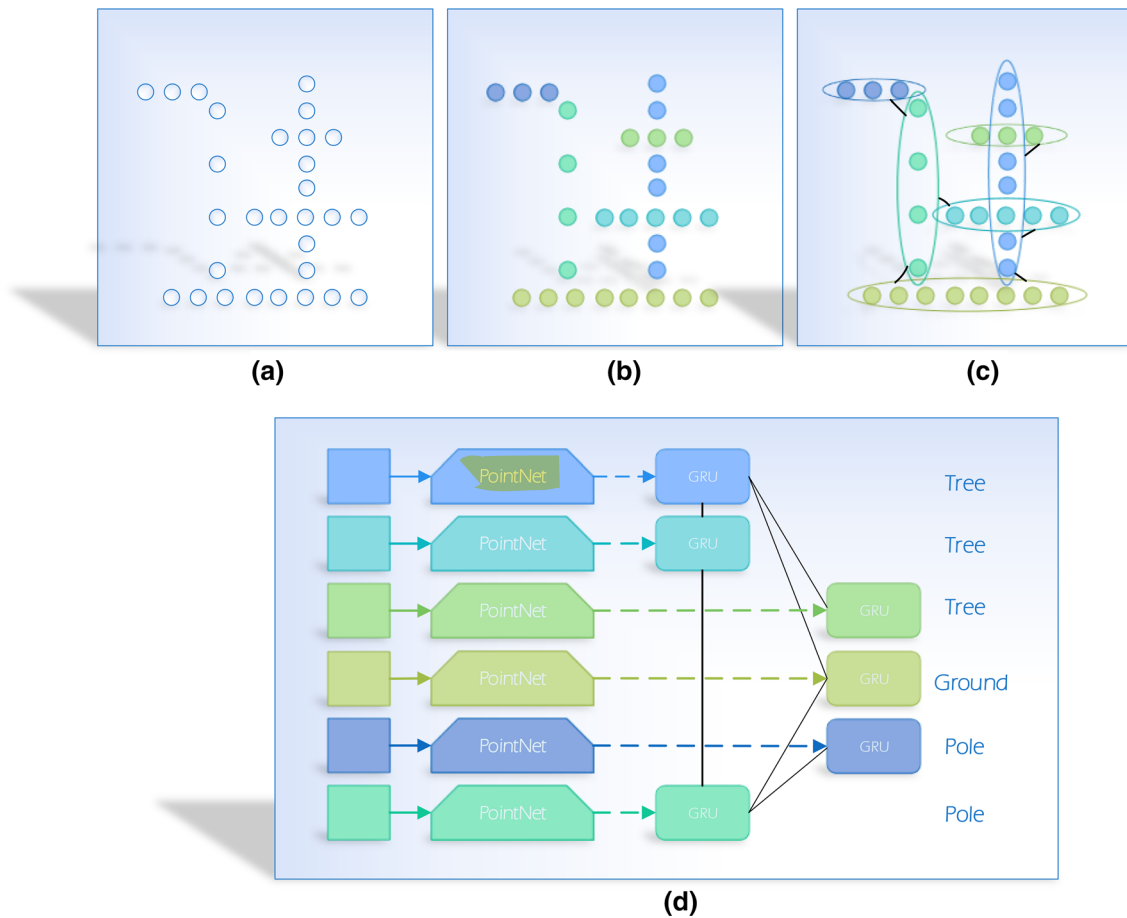 (a)
(b)
(c)
PointNet GRU Tree
PointNet GRU Tree
PointNet GRU Tree
PointNet GRU Ground
PointNet GRU Pole
PointNet GRU Pole
(d)